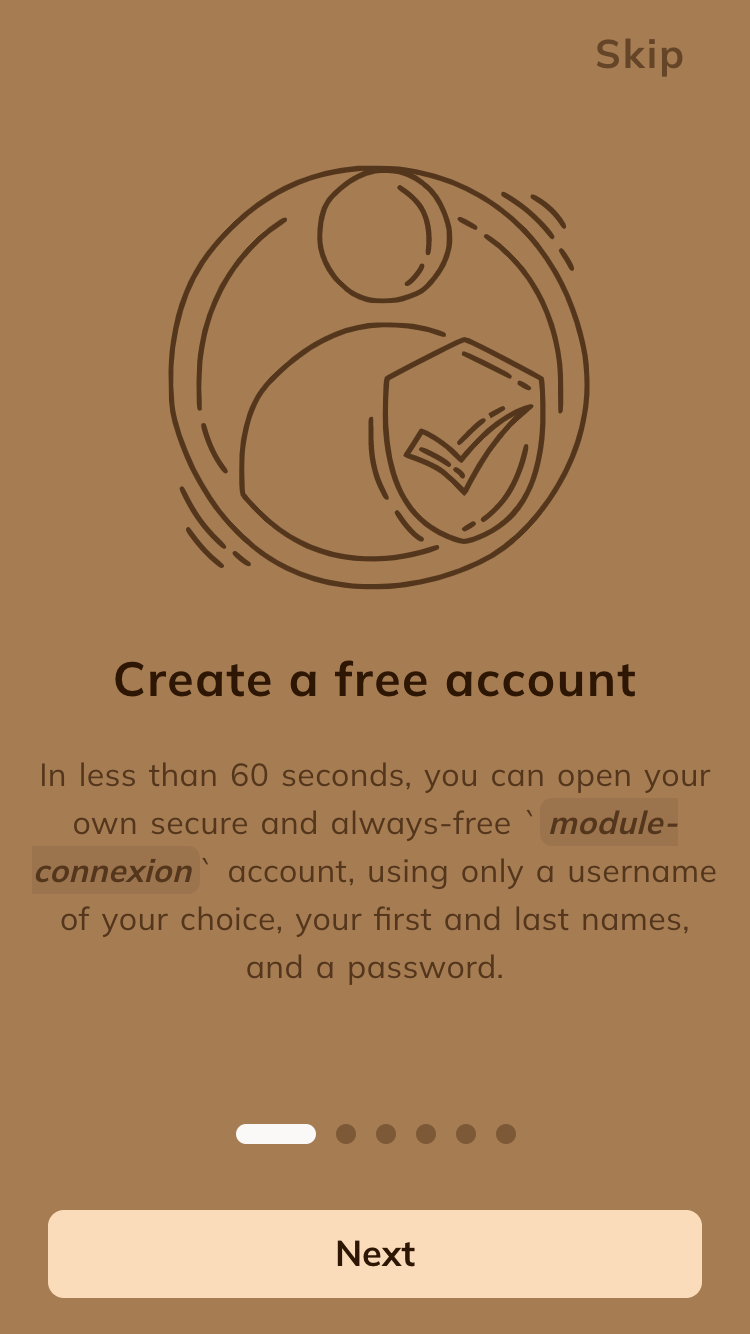 Skip
Create a free account
In less than 60 seconds, you can open your
own secure and always-free `module-
connexion` account, using only a username
of your choice, your first and last names,
and a password.
Next